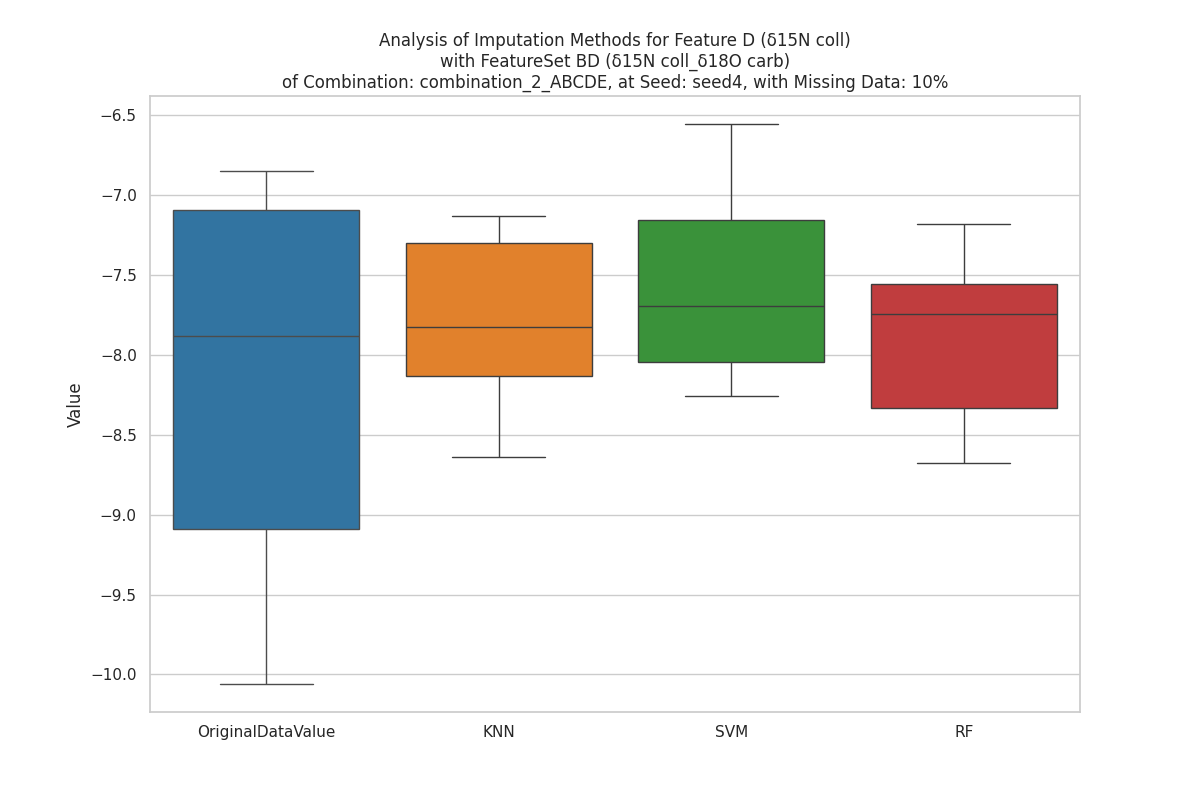 Analysis of Imputation Methods for Feature D (δ15N coll)
with FeatureSet BD (δ15N coll_δ18O carb)
of Combination: combination_2_ABCDE, at Seed: seed4, with Missing Data: 10%
−6.5
−7.0
−7.5
−8.0
−8.5
−9.0
−9.5
−10.0
Value
OriginalDataValue
KNN
SVM
RF